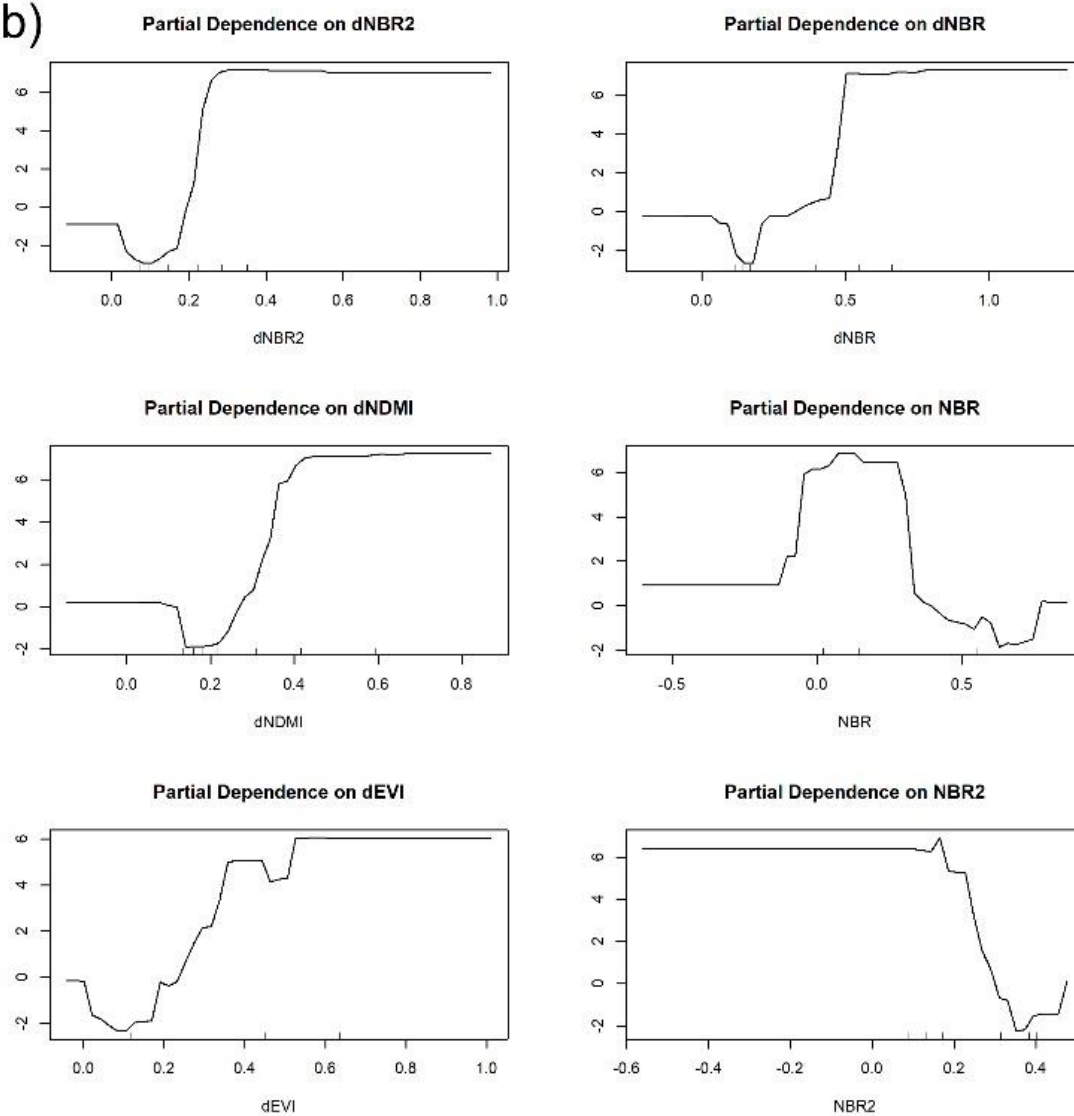 b)
Partial Dependence on dNBR2
6
4
2
0
-2
0.0 0.2 0.4 0.6 0.8 1.0
dNBR2
Partial Dependence on dNBR
6
4
2
0
-2
0.0 0.5 1.0
dNBR
Partial Dependence on dNDMI
6
4
2
0
-2
0.0 0.2 0.4 0.6 0.8
dNDMI
Partial Dependence on NBR
6
4
2
0
-2
-0.5 0.0 0.5
NBR
Partial Dependence on dEVI
6
4
2
0
-2
0.0 0.2 0.4 0.6 0.8 1.0
dEVI
Partial Dependence on NBR2
6
4
2
0
-2
-0.6 -0.4 -0.2 0.0 0.2 0.4
NBR2